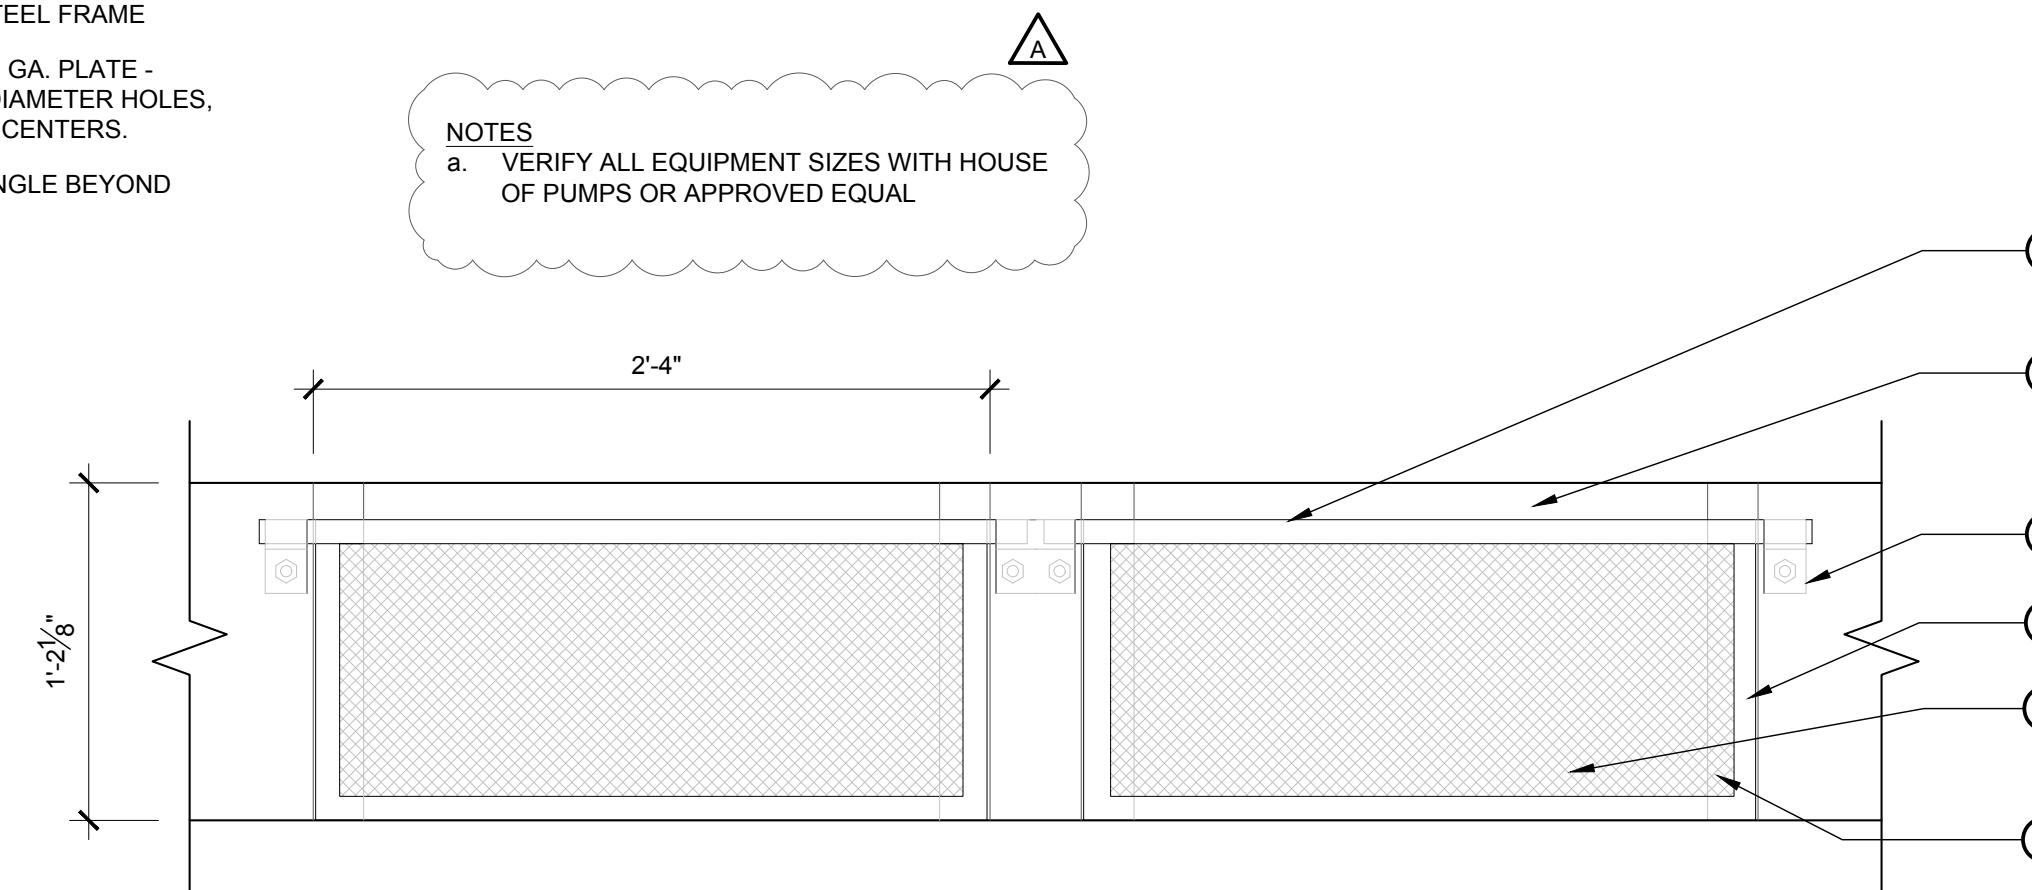 TEEL FRAME
GA. PLATE -
DIAMETER HOLES,
CENTERS.
NGLE BEYOND
A
NOTES
a. VERIFY ALL EQUIPMENT SIZES WITH HOUSE
OF PUMPS OR APPROVED EQUAL
2'-4"
1'-2⅛"